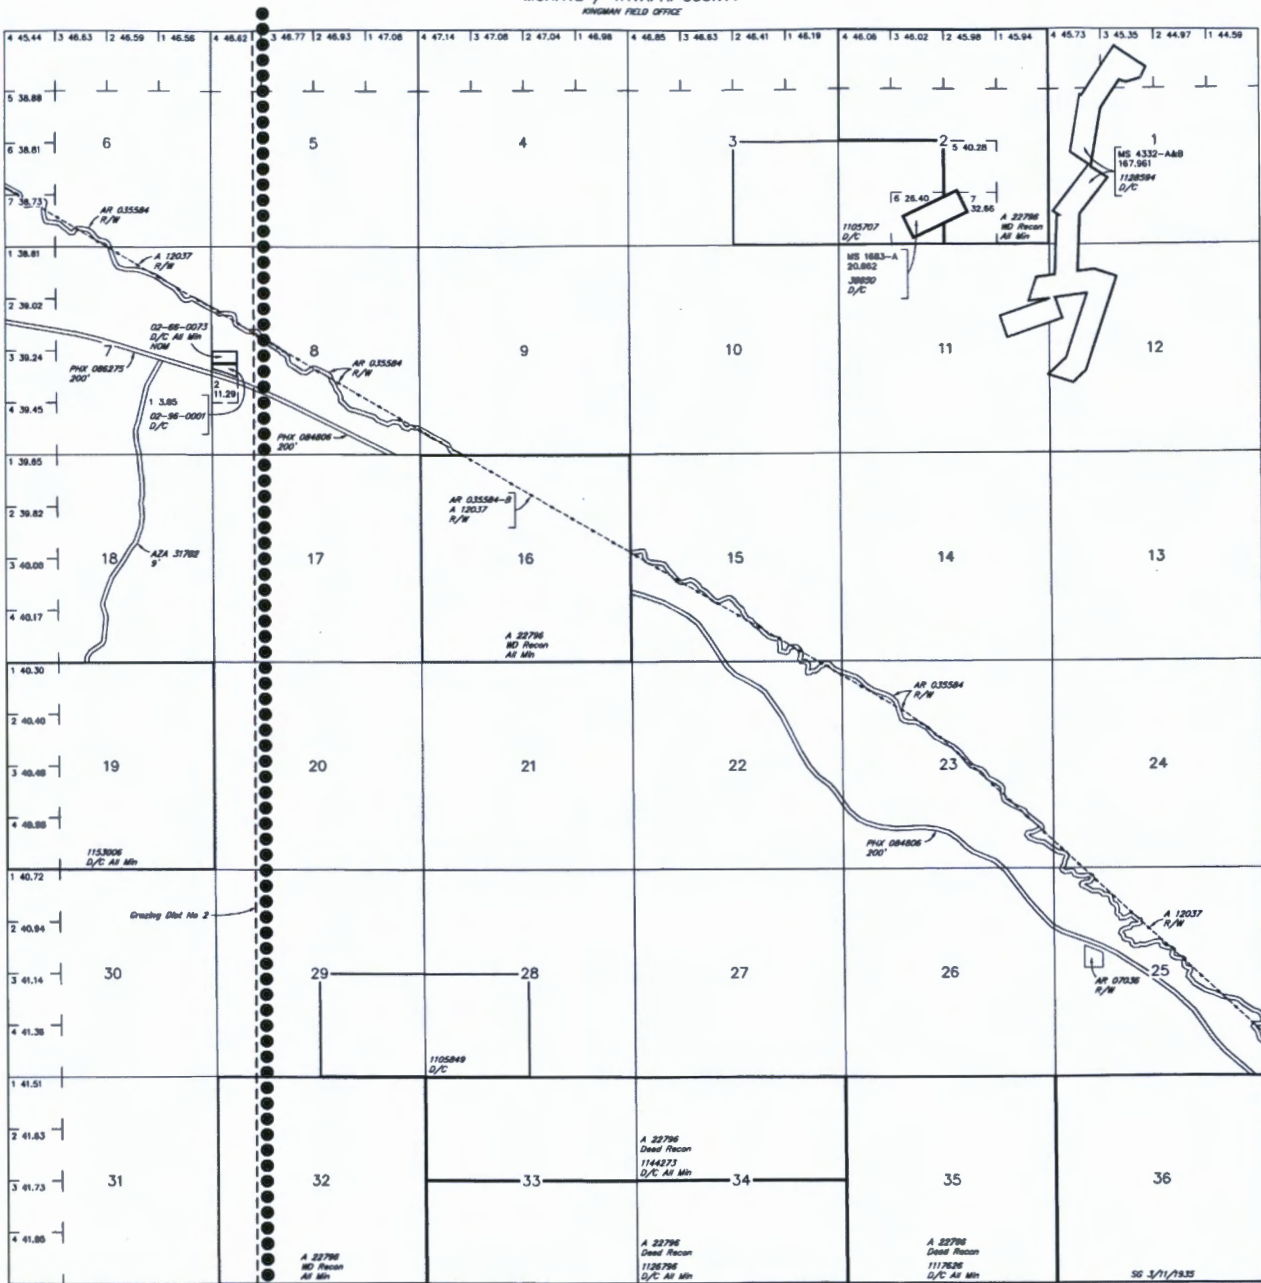 KINGMAN FIELD OFFICE
4 45.44 3 46.63 2 46.59 1 46.56 4 46.62 3 46.77 2 46.93 1 47.08 4 47.14 3 47.08 2 47.04 1 46.98 4 46.85 3 46.63 2 46.41 1 46.19 4 46.06 3 46.02 2 45.98 1 45.94 4 45.73 3 45.35 2 44.97 1 44.59
5 38.88
6 38.81
7 38.73
6
5
4
3
2
1
5 40.28
6 26.40
7
32.66
MS 4332-A&B
167.961
1128594
D/C
AR 035584
R/W
1105707
D/C
A 22796
WD Recon
All Min
MS 1683-A
20.662
38650
D/C
1 38.81
2 39.02
3 39.24
4 39.45
A 12037
R/W
02-66-0073
D/C All Min
NOM
7
8
9
10
11
12
PHX 086275
200'
2
11.29
1 3.85
02-96-0001
D/C
AR 035584
R/W
PHX 084806
200'
1 39.65
2 39.82
3 40.00
4 40.17
AR 035584-B
A 12037
R/W
18
17
16
15
14
13
AZA 31782
9'
A 22796
WD Recon
All Min
1 40.30
2 40.40
3 40.48
AR 035584
R/W
19
20
21
22
23
24
PHX 084806
200'
1153006
D/C All Min
1 40.72
2 40.94
3 41.14
4 41.36
Grazing Dist No 2
A 12037
R/W
30
29
28
27
26
25
AR 07036
R/W
1105849
D/C
1 41.51
2 41.63
3 41.73
4 41.86
A 22796
Deed Recon
1144273
D/C All Min
31
32
33
34
35
36
A 22796
WD Recon
All Min
A 22796
Deed Recon
1126796
D/C All Min
A 22796
Deed Recon
1117626
D/C All Min
SG 3/11/1935